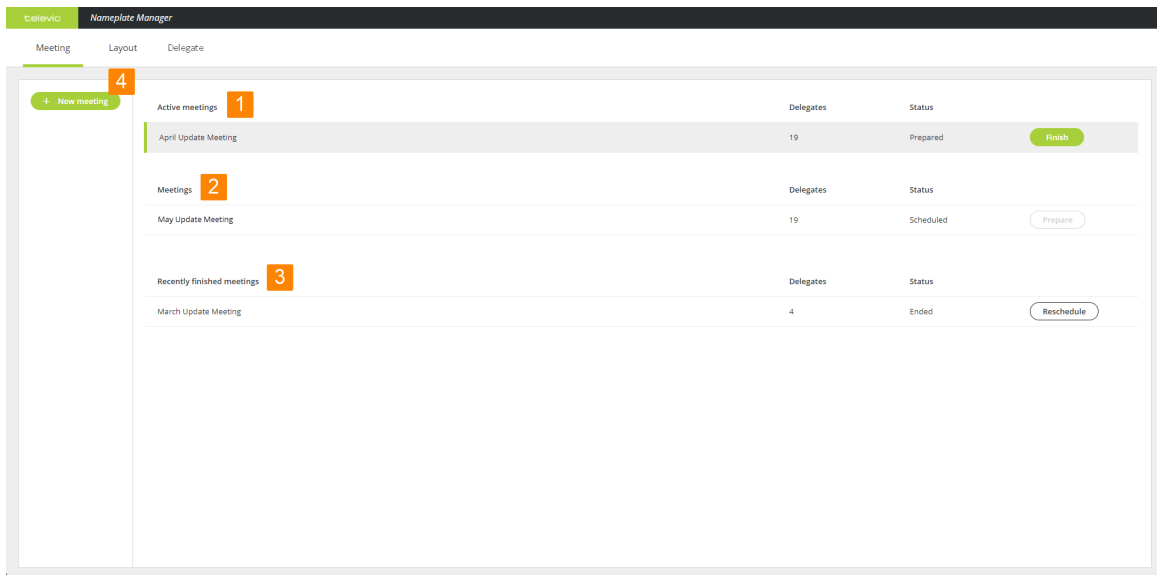 televic Nameplate Manager
Meeting Layout Delegate
4
+ New meeting
Active meetings 1 Delegates Status
April Update Meeting 19 Prepared Finish
Meetings 2 Delegates Status
May Update Meeting 19 Scheduled Prepare
Recently finished meetings 3 Delegates Status
March Update Meeting 4 Ended Reschedule